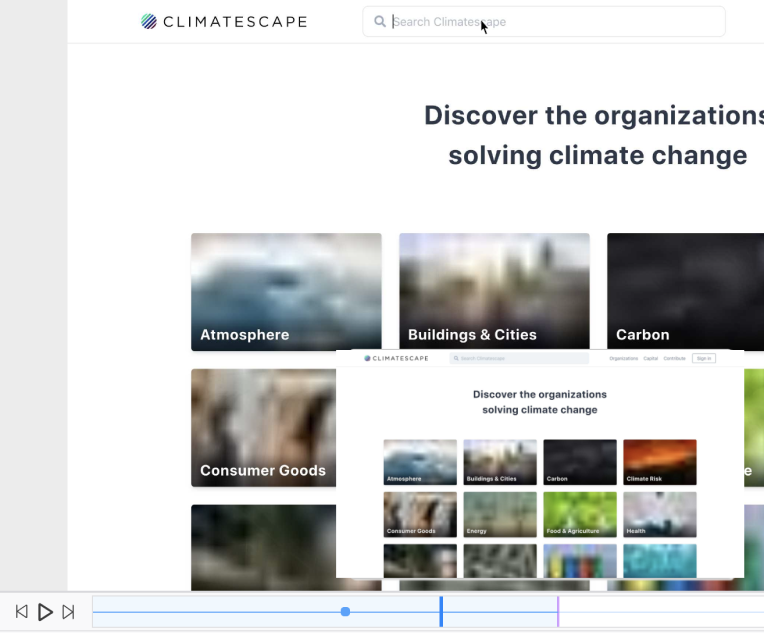 CLIMATESCAPE
Search Climatescape
Discover the organizations
solving climate change
Atmosphere
Buildings & Cities
Carbon
Consumer Goods
CLIMATESCAPE
Search Climatescape
Organizations Capital Contribute Sign in
Discover the organizations
solving climate change
Atmosphere
Buildings & Cities
Carbon
Climate Risk
Consumer Goods
Energy
Food & Agriculture
Health
e